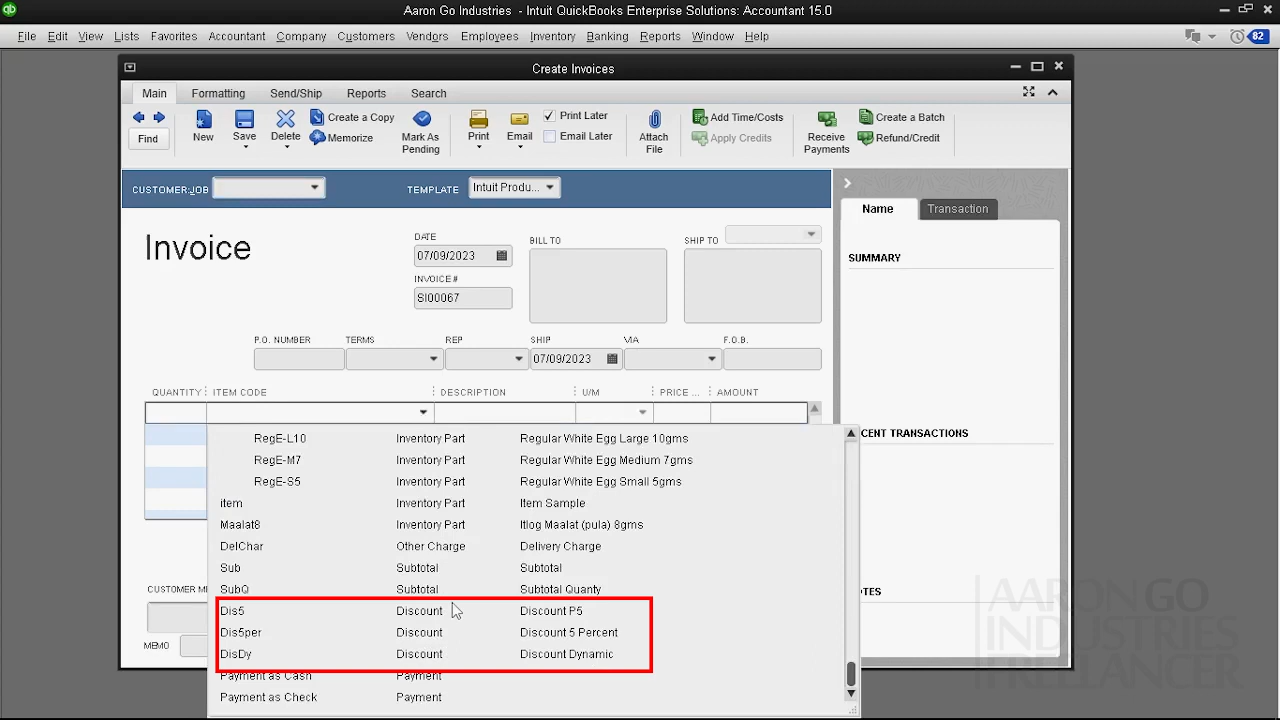 Aaron Go Industries - Intuit QuickBooks Enterprise Solutions: Accountant 15.0
File Edit View Lists Favorites Accountant Company Customers Vendors Employees Inventory Banking Reports Window Help 82
Create Invoices
Main Formatting Send/Ship Reports Search
Find New Save Delete Create a Copy Memorize Mark As Pending Print Email Print Later Email Later Attach File Add Time/Costs Apply Credits Receive Payments Create a Batch Refund/Credit
CUSTOMER:JOB TEMPLATE Intuit Produ...
Name Transaction
Invoice
DATE BILL TO SHIP TO
07/09/2023
SUMMARY
INVOICE #
SI00067
P.O. NUMBER TERMS REP SHIP VIA F.O.B.
07/09/2023
QUANTITY ITEM CODE DESCRIPTION U/M PRICE ... AMOUNT
CENT TRANSACTIONS
RegE-L10 Inventory Part Regular White Egg Large 10gms
RegE-M7 Inventory Part Regular White Egg Medium 7gms
RegE-S5 Inventory Part Regular White Egg Small 5gms
item Inventory Part Item Sample
Maalat8 Inventory Part Itlog Maalat (pula) 8gms
DelChar Other Charge Delivery Charge
Sub Subtotal Subtotal
CUSTOMER ME
SubQ Subtotal Subtotal Quanty
OTES
Dis5 Discount Discount P5
Dis5per Discount Discount 5 Percent
MEMO
DisDy Discount Discount Dynamic
Payment as Cash Payment
Payment as Check Payment
AARON GO
INDUSTRIES
FREELANCER